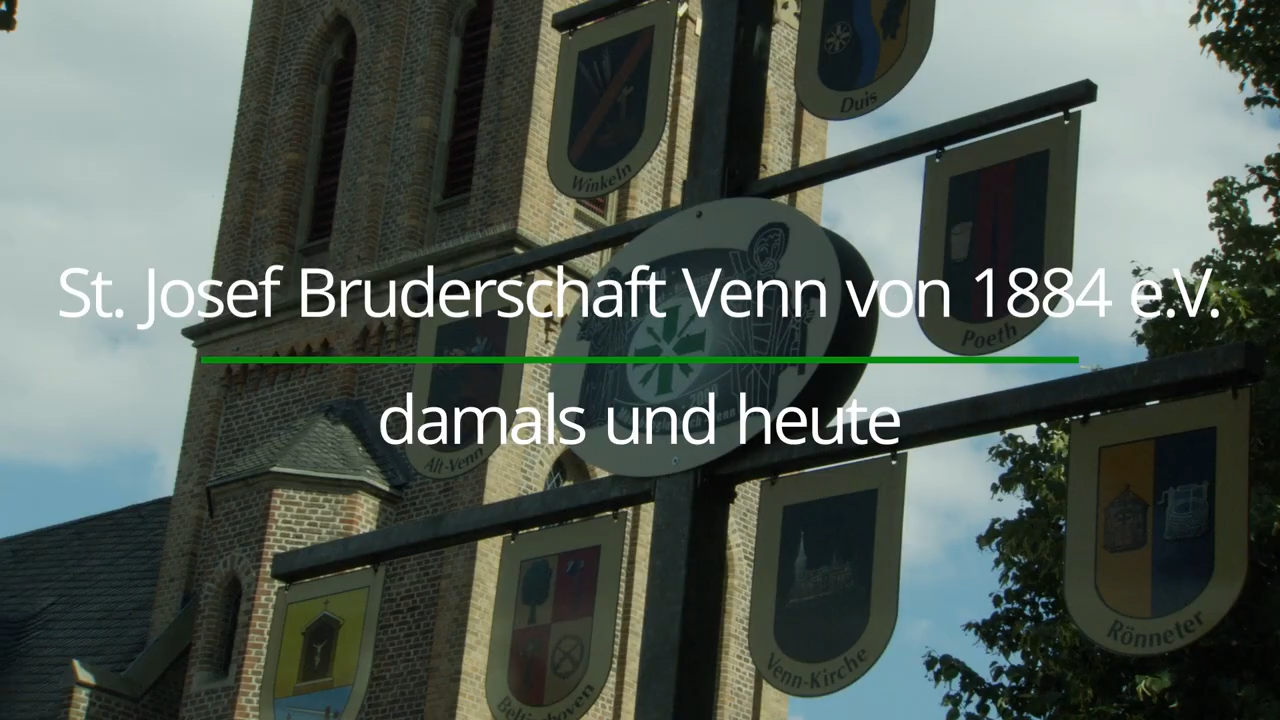 Duis
Winkeln
St. Josef Bruderschaft Venn von 1884 e.V.
Poeth
damals und heute
Alt-Venn
Rönneter
Venn-Kirche